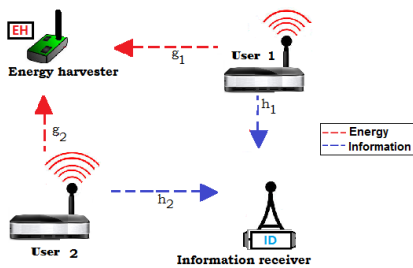 EH
User 1
Energy harvester
g1
h1
g2
Energy
Information
h2
User 2
ID
Information receiver